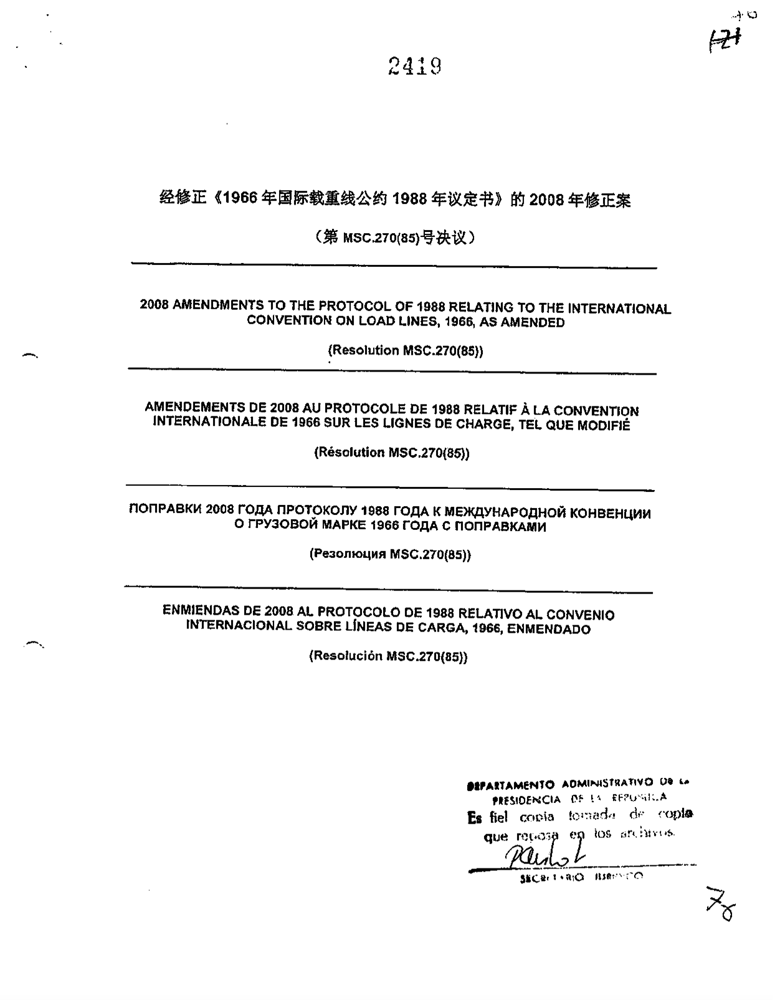 2419
经修正《1966 年国际载重线公约 1988 年议定书》的 2008 年修正案
（第 MSC.270(85)号决议）
2008 AMENDMENTS TO THE PROTOCOL OF 1988 RELATING TO THE INTERNATIONAL
CONVENTION ON LOAD LINES, 1966, AS AMENDED
(Resolution MSC.270(85))
AMENDEMENTS DE 2008 AU PROTOCOLE DE 1988 RELATIF À LA CONVENTION
INTERNATIONALE DE 1966 SUR LES LIGNES DE CHARGE, TEL QUE MODIFIÉ
(Résolution MSC.270(85))
ПОПРАВКИ 2008 ГОДА ПРОТОКОЛУ 1988 ГОДА К МЕЖДУНАРОДНОЙ КОНВЕНЦИИ
О ГРУЗОВОЙ МАРКЕ 1966 ГОДА С ПОПРАВКАМИ
(Резолюция MSC.270(85))
ENMIENDAS DE 2008 AL PROTOCOLO DE 1988 RELATIVO AL CONVENIO
INTERNACIONAL SOBRE LÍNEAS DE CARGA, 1966, ENMENDADO
(Resolución MSC.270(85))
DEPARTAMENTO ADMINISTRATIVO DE LA
PRESIDENCIA DE LA REPUBLICA
Es fiel copia tomada de copia
que reposa en los archivos.
SECRETARIO JURIDICO